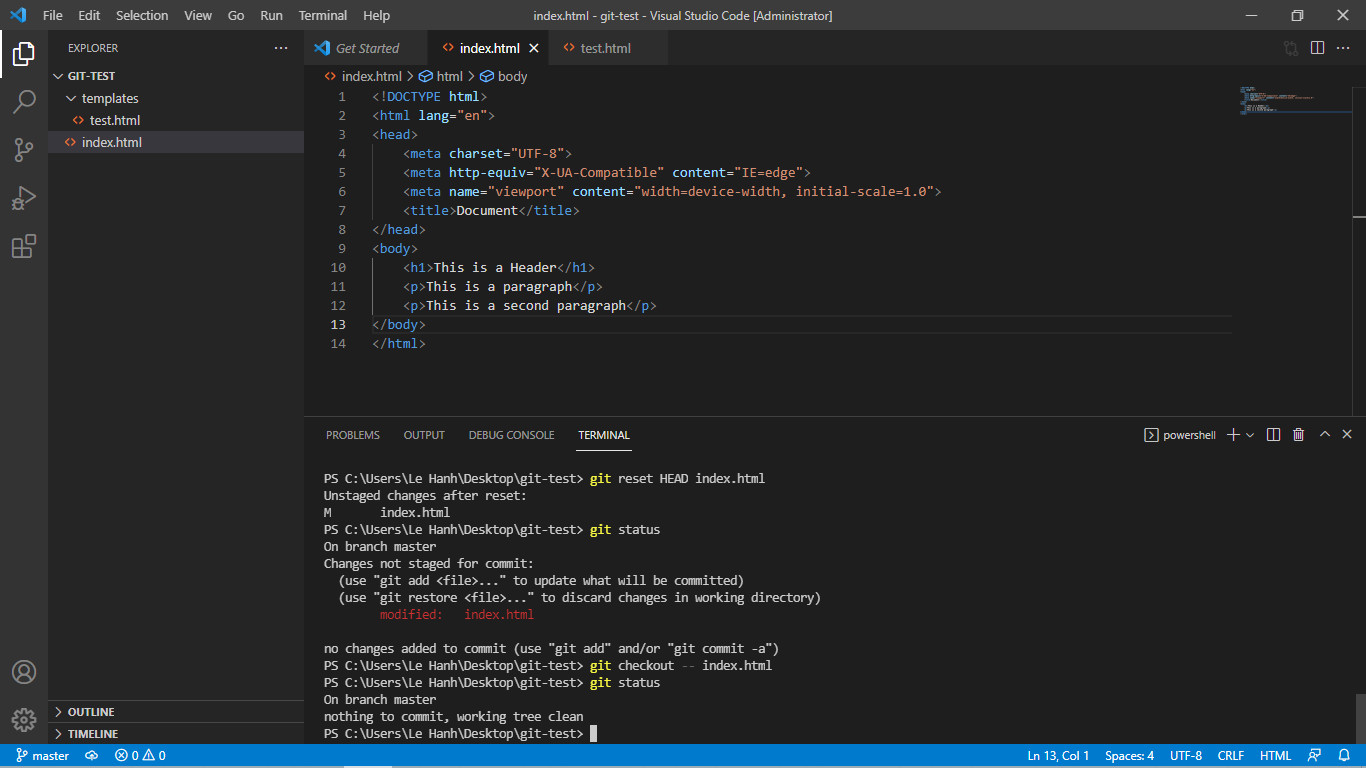 File Edit Selection View Go Run Terminal Help index.html - git-test - Visual Studio Code [Administrator]
EXPLORER
GIT-TEST
templates
test.html
index.html
OUTLINE
TIMELINE
Get Started index.html test.html
index.html > html > body
1 <!DOCTYPE html>
2 <html lang="en">
3 <head>
4 <meta charset="UTF-8">
5 <meta http-equiv="X-UA-Compatible" content="IE=edge">
6 <meta name="viewport" content="width=device-width, initial-scale=1.0">
7 <title>Document</title>
8 </head>
9 <body>
10 <h1>This is a Header</h1>
11 <p>This is a paragraph</p>
12 <p>This is a second paragraph</p>
13 </body>
14 </html>
PROBLEMS OUTPUT DEBUG CONSOLE TERMINAL powershell
PS C:\Users\Le Hanh\Desktop\git-test> git reset HEAD index.html
Unstaged changes after reset:
M index.html
PS C:\Users\Le Hanh\Desktop\git-test> git status
On branch master
Changes not staged for commit:
(use "git add <file>..." to update what will be committed)
(use "git restore <file>..." to discard changes in working directory)
modified: index.html
no changes added to commit (use "git add" and/or "git commit -a")
PS C:\Users\Le Hanh\Desktop\git-test> git checkout -- index.html
PS C:\Users\Le Hanh\Desktop\git-test> git status
On branch master
nothing to commit, working tree clean
PS C:\Users\Le Hanh\Desktop\git-test>
master 0 0 Ln 13, Col 1 Spaces: 4 UTF-8 CRLF HTML